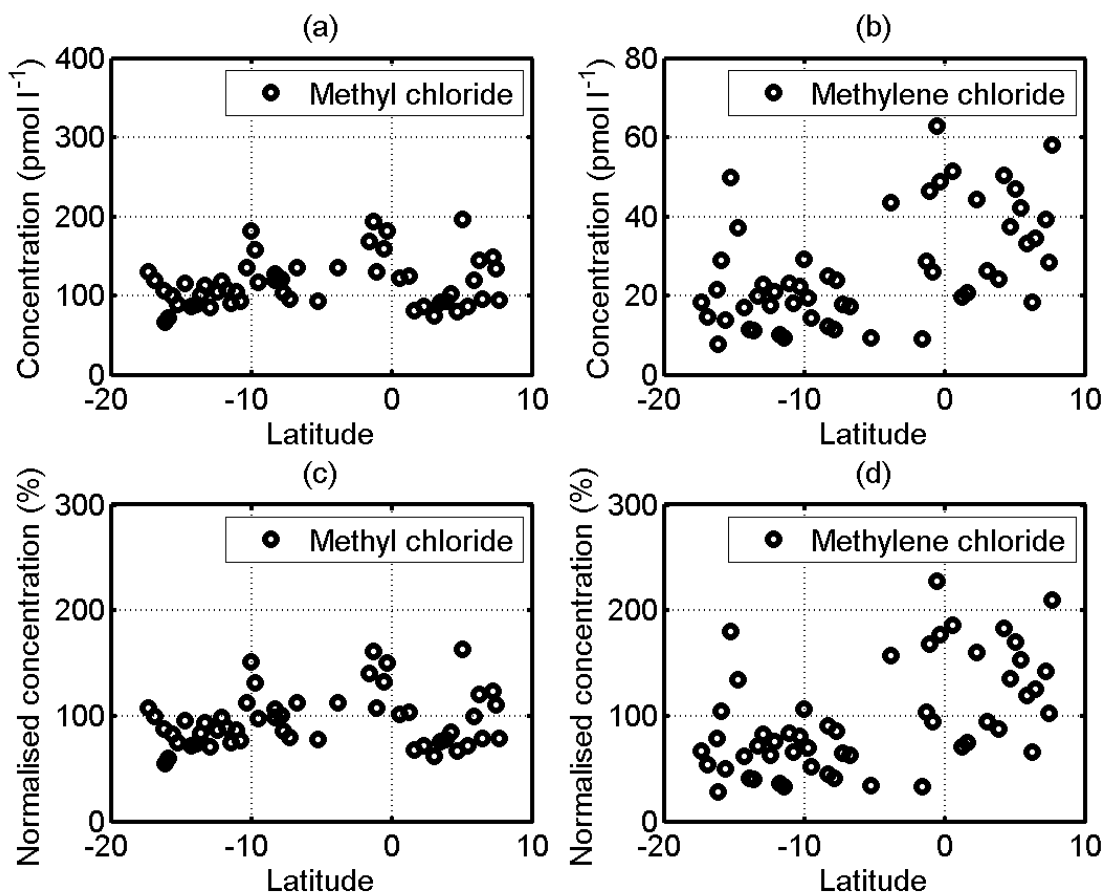 (a)
400
300
200
100
0
Concentration (pmol l⁻¹)
Methyl chloride
-20
-10
0
10
Latitude
(b)
80
60
40
20
0
Concentration (pmol l⁻¹)
Methylene chloride
-20
-10
0
10
Latitude
(c)
300
200
100
0
Normalised concentration (%)
Methyl chloride
-20
-10
0
10
Latitude
(d)
300
200
100
0
Normalised concentration (%)
Methylene chloride
-20
-10
0
10
Latitude